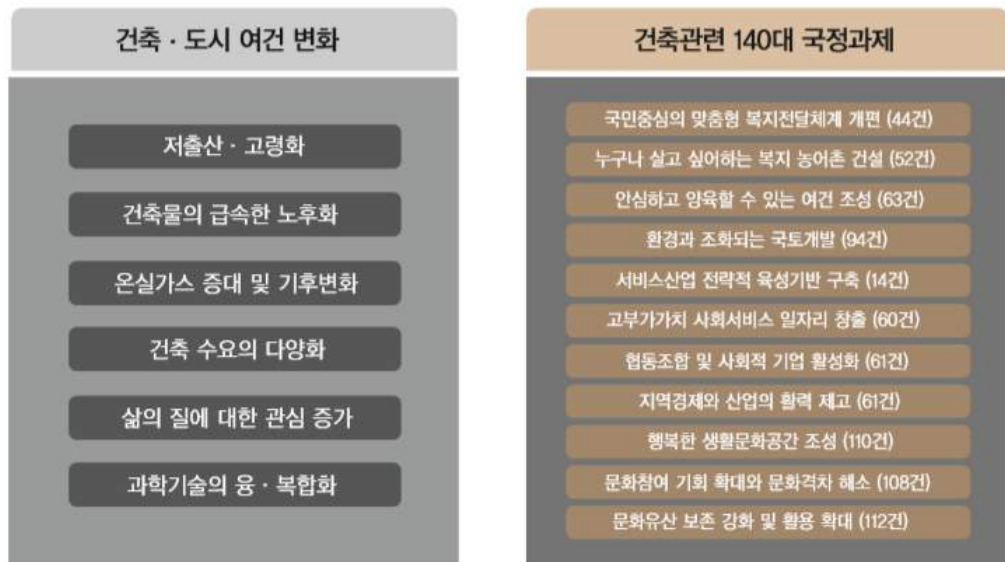 건축 · 도시 여건 변화
저출산 · 고령화
건축물의 급속한 노후화
온실가스 증대 및 기후변화
건축 수요의 다양화
삶의 질에 대한 관심 증가
과학기술의 융 · 복합화
건축관련 140대 국정과제
국민중심의 맞춤형 복지전달체계 개편 (44건)
누구나 살고 싶어하는 복지 농어촌 건설 (52건)
안심하고 양육할 수 있는 여건 조성 (63건)
환경과 조화되는 국토개발 (94건)
서비스산업 전략적 육성기반 구축 (14건)
고부가가치 사회서비스 일자리 창출 (60건)
협동조합 및 사회적 기업 활성화 (61건)
지역경제와 산업의 활력 제고 (61건)
행복한 생활문화공간 조성 (110건)
문화참여 기회 확대와 문화격차 해소 (108건)
문화유산 보존 강화 및 활용 확대 (112건)